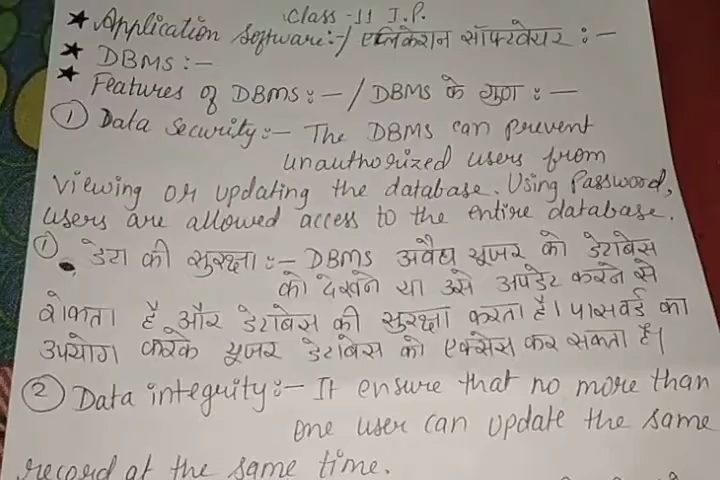 Class -11 I.P.
★ Application Software:-/ एप्लिकेशन सॉफ्टवेयर :-
★ DBMS :-
★ Features of DBMS :- / DBMS के गुण :-
① Data Security :- The DBMS can prevent
unauthorized users from
viewing or updating the database. Using Password,
users are allowed access to the entire database.
①. डेटा की सुरक्षा :- DBMS अवैध यूजर को डेटाबेस
को देखने या उसे अपडेट करने से
रोकता है और डेटाबेस की सुरक्षा करता है। पासवर्ड का
उपयोग करके यूजर डेटाबेस को एक्सेस कर सकता है।
② Data integrity :- It ensure that no more than
one user can update the same
record at the same time.